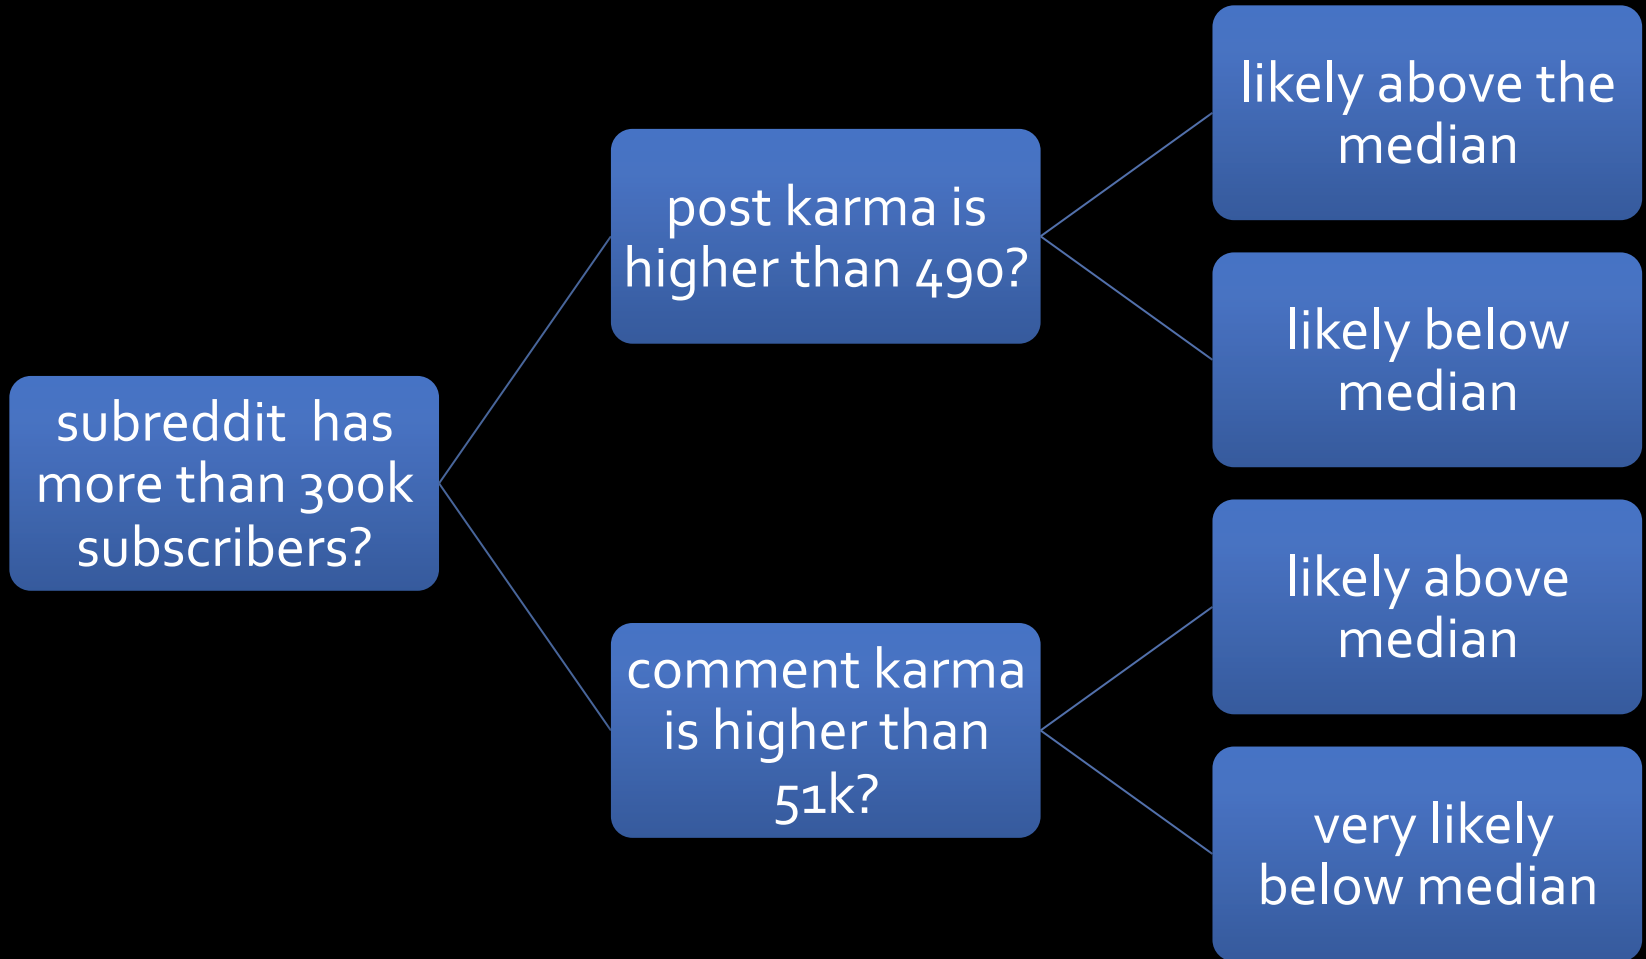 subreddit  has
more than 300k
subscribers?
post karma is
higher than 490?
comment karma
is higher than
51k?
likely above the
median
likely below
median
likely above
median
very likely
below median